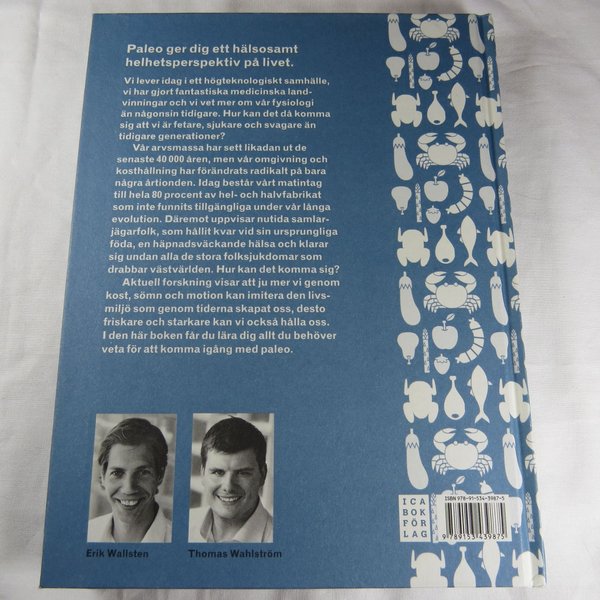 Paleo ger dig ett hälsosamt
helhetsperspektiv på livet.
Vi lever idag i ett högteknologiskt samhälle,
vi har gjort fantastiska medicinska land-
vinningar och vi vet mer om vår fysiologi
än någonsin tidigare. Hur kan det då komma
sig att vi är fetare, sjukare och svagare än
tidigare generationer?
Vår arvsmassa har sett likadan ut de
senaste 40 000 åren, men vår omgivning och
kosthållning har förändrats radikalt på bara
några årtionden. Idag består vårt matintag
till hela 80 procent av hel- och halvfabrikat
som inte funnits tillgängliga under vår långa
evolution. Däremot uppvisar nutida samlar-
jägarfolk, som hållit kvar vid sin ursprungliga
föda, en häpnadsväckande hälsa och klarar
sig undan alla de stora folksjukdomar som
drabbar västvärlden. Hur kan det komma sig?
Aktuell forskning visar att ju mer vi genom
kost, sömn och motion kan imitera den livs-
miljö som genom tiderna skapat oss, desto
friskare och starkare kan vi också hålla oss.
I den här boken får du lära dig allt du behöver
veta för att komma igång med paleo.
Erik Wallsten
Thomas Wahlström
ICA
BOK
FÖR
LAG
ISBN 978-91-534-3987-5
9 789153 439875